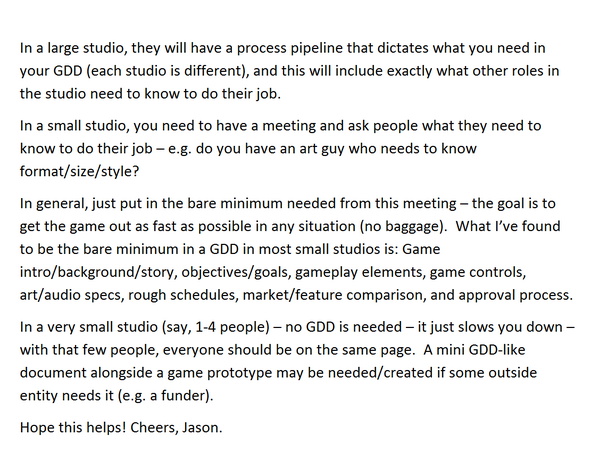 In a large studio, they will have a process pipeline that dictates what you need in
your GDD (each studio is different), and this will include exactly what other roles in
the studio need to know to do their job.
In a small studio, you need to have a meeting and ask people what they need to
know to do their job – e.g. do you have an art guy who needs to know
format/size/style?
In general, just put in the bare minimum needed from this meeting – the goal is to
get the game out as fast as possible in any situation (no baggage).  What I've found
to be the bare minimum in a GDD in most small studios is: Game
intro/background/story, objectives/goals, gameplay elements, game controls,
art/audio specs, rough schedules, market/feature comparison, and approval process.
In a very small studio (say, 1-4 people) – no GDD is needed – it just slows you down –
with that few people, everyone should be on the same page.  A mini GDD-like
document alongside a game prototype may be needed/created if some outside
entity needs it (e.g. a funder).
Hope this helps! Cheers, Jason.